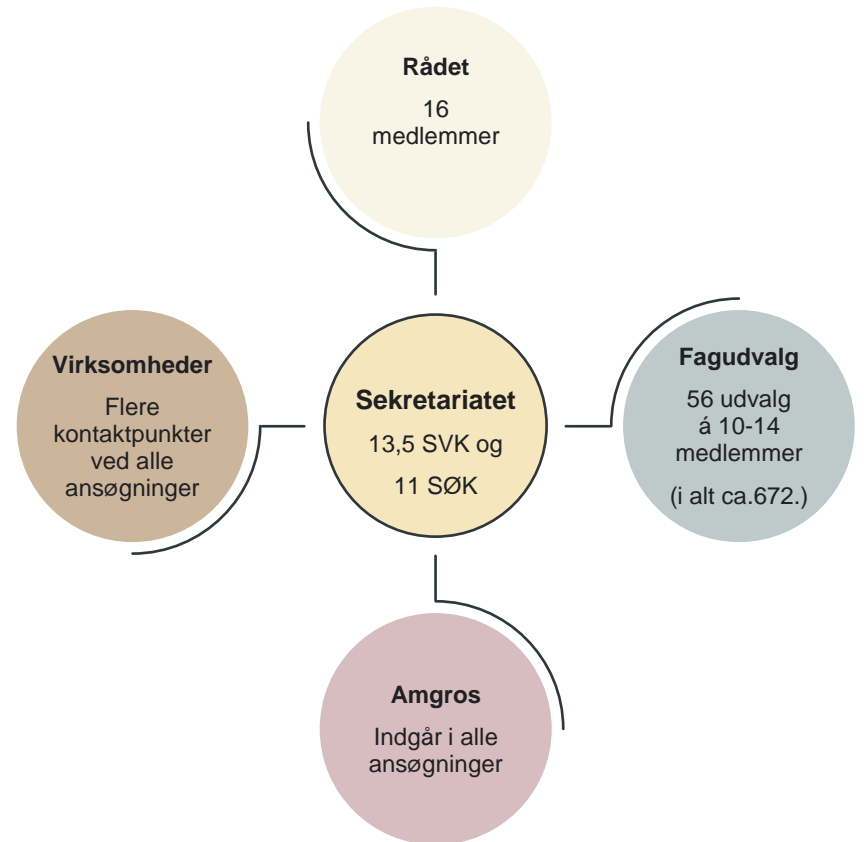 Rådet
16
medlemmer
Virksomheder
Flere
kontaktpunkter
ved alle
ansøgninger
Sekretariatet
13,5 SVK og
11 SØK
Fagudvalg
56 udvalg
á 10-14
medlemmer
(i alt ca.672.)
Amgros
Indgår i alle
ansøgninger